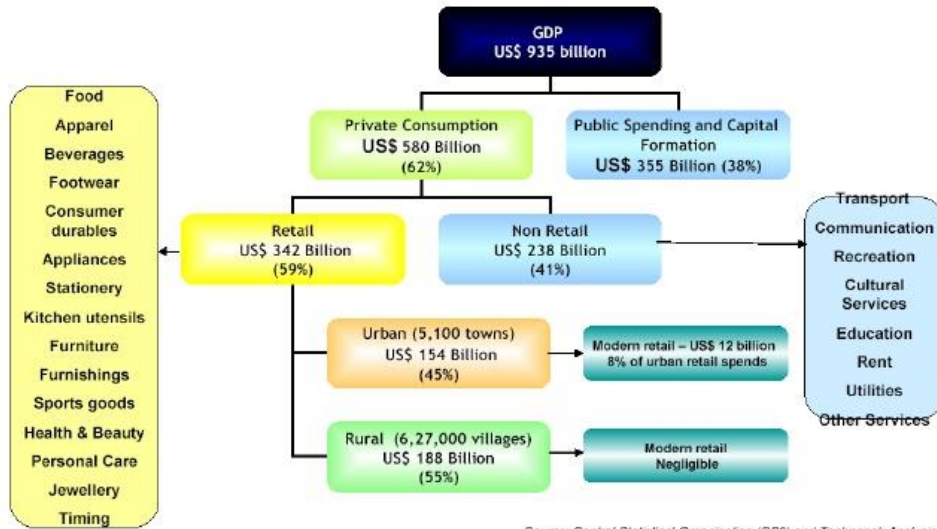 GDP
US$ 935 billion
Private Consumption
US$ 580 Billion
(62%)
Public Spending and Capital
Formation
US$ 355 Billion (38%)
Food
Apparel
Beverages
Footwear
Consumer
durables
Appliances
Stationery
Kitchen utensils
Furniture
Furnishings
Sports goods
Health & Beauty
Personal Care
Jewellery
Timing
Retail
US$ 342 Billion
(59%)
Non Retail
US$ 238 Billion
(41%)
Transport
Communication
Recreation
Cultural
Services
Education
Rent
Utilities
Other Services
Urban (5,100 towns)
US$ 154 Billion
(45%)
Modern retail – US$ 12 billion
8% of urban retail spends
Rural (6,27,000 villages)
US$ 188 Billion
(55%)
Modern retail
Negligible